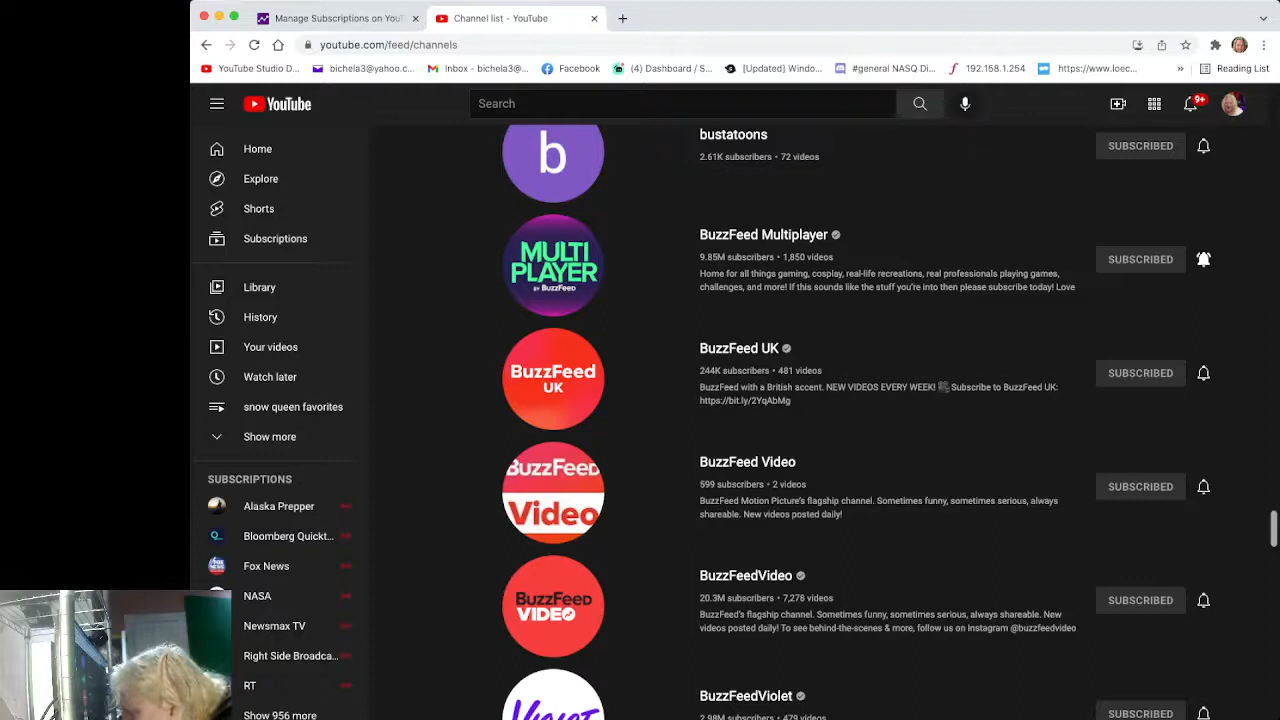 Manage Subscriptions on YouT
Channel list - YouTube
youtube.com/feed/channels
YouTube Studio D...
bichela3@yahoo.c...
Inbox - bichela3@...
Facebook
(4) Dashboard / S...
[Updated] Windo...
#general NASQ Di...
192.158.1.254
https://www.loec...
»
Reading List
YouTube
Search
9+
Home
Explore
Shorts
Subscriptions
Library
History
Your videos
Watch later
snow queen favorites
Show more
SUBSCRIPTIONS
Alaska Prepper
Bloomberg Quickt...
Fox News
NASA
Newsmax TV
Right Side Broadca...
RT
Show 956 more
b
bustatoons
2.61K subscribers • 72 videos
SUBSCRIBED
MULTI
PLAYER
BY BuzzFeed
BuzzFeed Multiplayer
9.85M subscribers • 1,850 videos
Home for all things gaming, cosplay, real-life recreations, real professionals playing games,
challenges, and more! If this sounds like the stuff you're into then please subscribe today! Love
SUBSCRIBED
BuzzFeed
UK
BuzzFeed UK
244K subscribers • 481 videos
BuzzFeed with a British accent. NEW VIDEOS EVERY WEEK! Subscribe to BuzzFeed UK:
https://bit.ly/2YqAbMg
SUBSCRIBED
BuzzFeed
Video
BuzzFeed Video
599 subscribers • 2 videos
BuzzFeed Motion Picture's flagship channel. Sometimes funny, sometimes serious, always
shareable. New videos posted daily!
SUBSCRIBED
BuzzFeed
VIDEO
BuzzFeedVideo
20.3M subscribers • 7,278 videos
BuzzFeed's flagship channel. Sometimes funny, sometimes serious, always shareable. New
videos posted daily! To see behind-the-scenes & more, follow us on Instagram @buzzfeedvideo
SUBSCRIBED
VIOLET
BuzzFeedViolet
2.98M subscribers • 479 videos
SUBSCRIBED